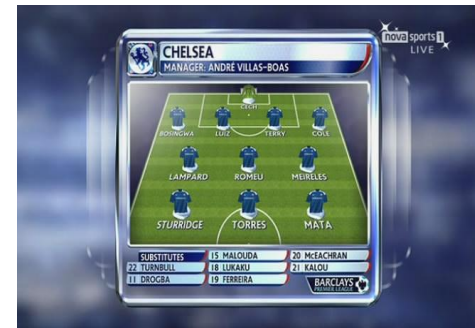 nova sports 1
LIVE
CHELSEA
MANAGER: ANDRÉ VILLAS-BOAS
CECH
BOSINGWA LUIZ TERRY COLE
LAMPARD ROMEU MEIRELES
STURRIDGE TORRES MATA
SUBSTITUTES 15 MALOUDA 20 McEACHRAN
22 TURNBULL 18 LUKAKU 21 KALOU
11 DROGBA 19 FERREIRA
BARCLAYS
PREMIER LEAGUE